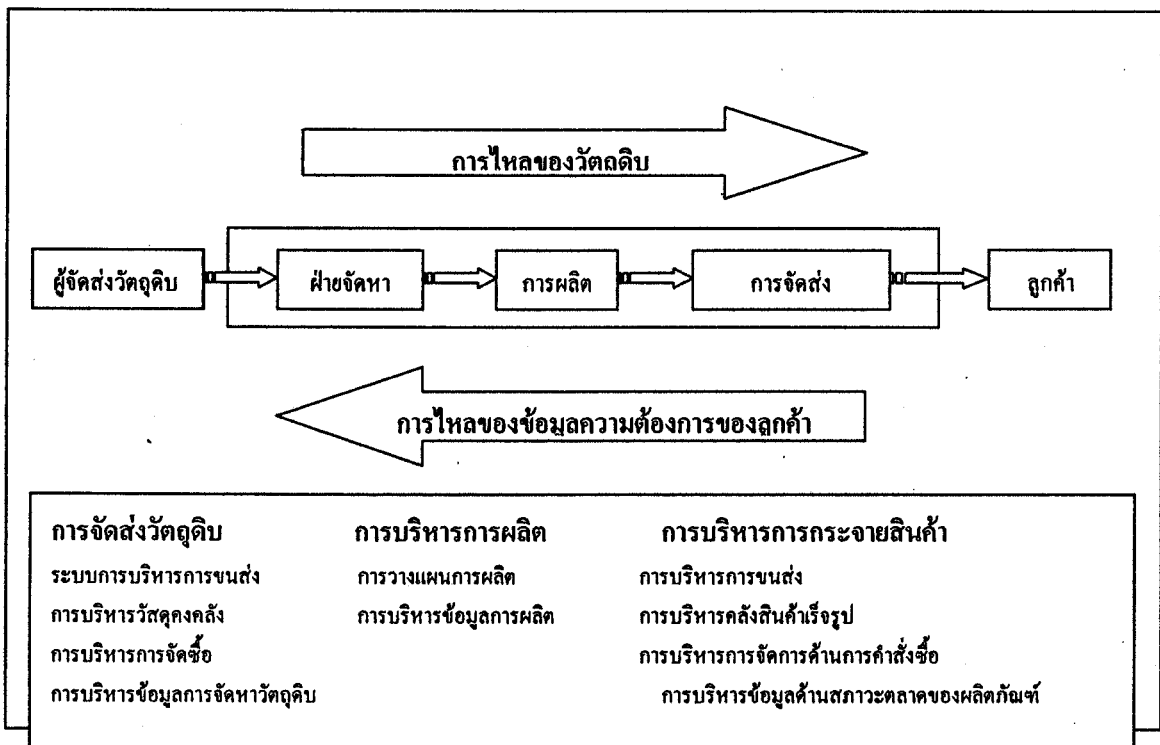 การไหลของวัตถดิบ
ผู้จัดส่งวัตถุดิบ
ฝ่ายจัดหา
การผลิต
การจัดส่ง
ลูกค้า
การไหลของข้อมูลความต้องการของลูกค้า
การจัดส่งวัตถุดิบ
ระบบการบริหารการขนส่ง
การบริหารวัสดุคงคลัง
การบริหารการจัดซื้อ
การบริหารข้อมูลการจัดหาวัตถุดิบ
การบริหารการผลิต
การวางแผนการผลิต
การบริหารข้อมูลการผลิต
การบริหารการกระจายสินค้า
การบริหารการขนส่ง
การบริหารคลังสินค้าเร็จรูป
การบริหารการจัดการด้านการคำสั่งซื้อ
การบริหารข้อมูลด้านสภาวะตลาดของผลิตภัณฑ์